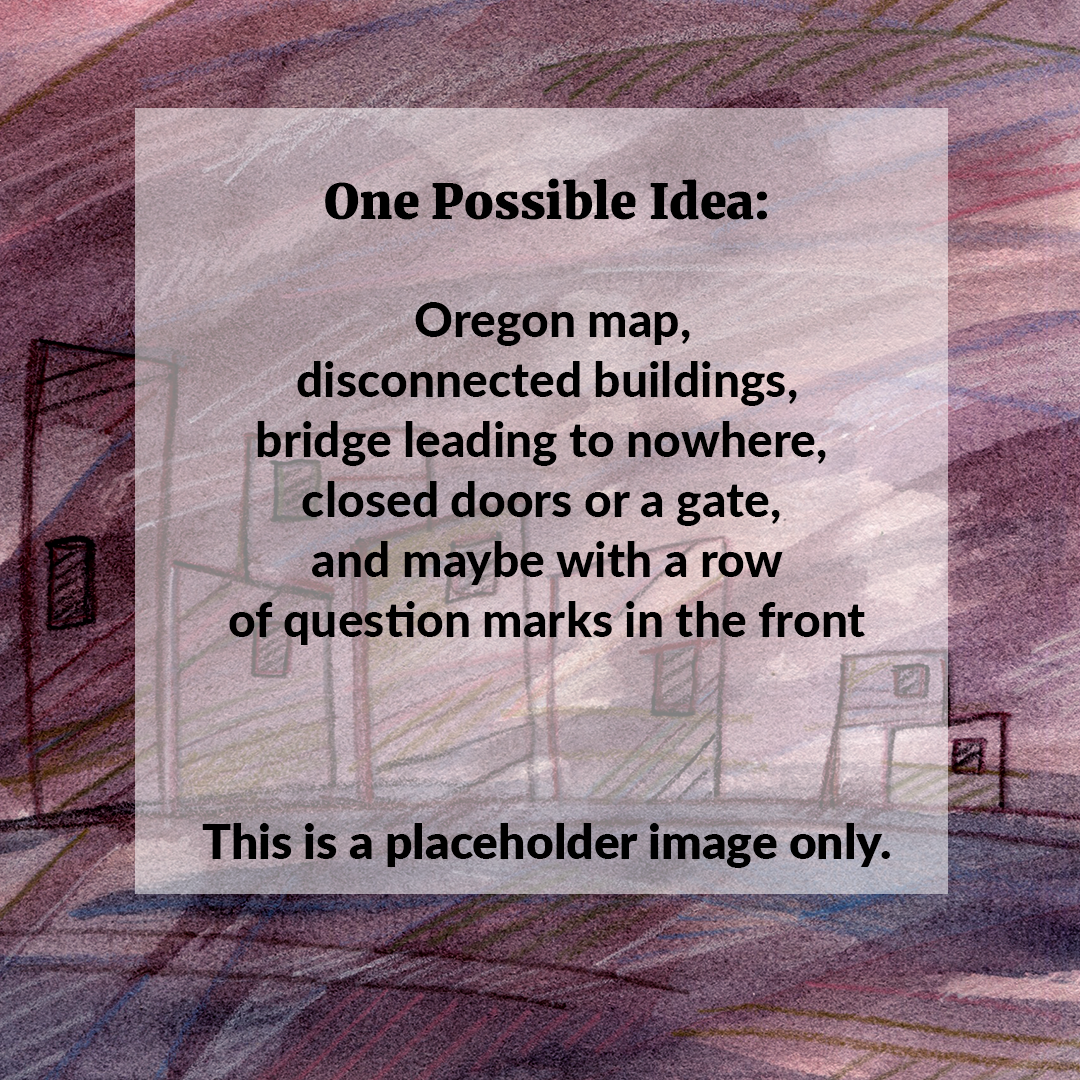 One Possible Idea:
Oregon map,
disconnected buildings,
bridge leading to nowhere,
closed doors or a gate,
and maybe with a row
of question marks in the front
This is a placeholder image only.